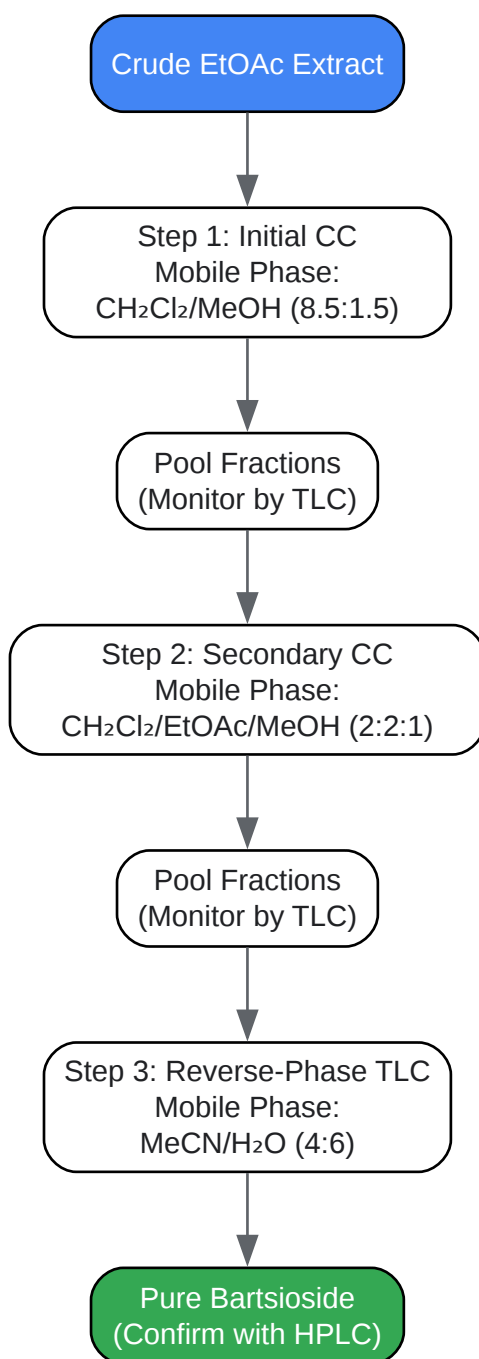 Crude EtOAc Extract
Step 1: Initial CC
Mobile Phase:
CH₂Cl₂/MeOH (8.5:1.5)
Pool Fractions
(Monitor by TLC)
Step 2: Secondary CC
Mobile Phase:
CH₂Cl₂/EtOAc/MeOH (2:2:1)
Pool Fractions
(Monitor by TLC)
Step 3: Reverse-Phase TLC
Mobile Phase:
MeCN/H₂O (4:6)
Pure Bartsioside
(Confirm with HPLC)